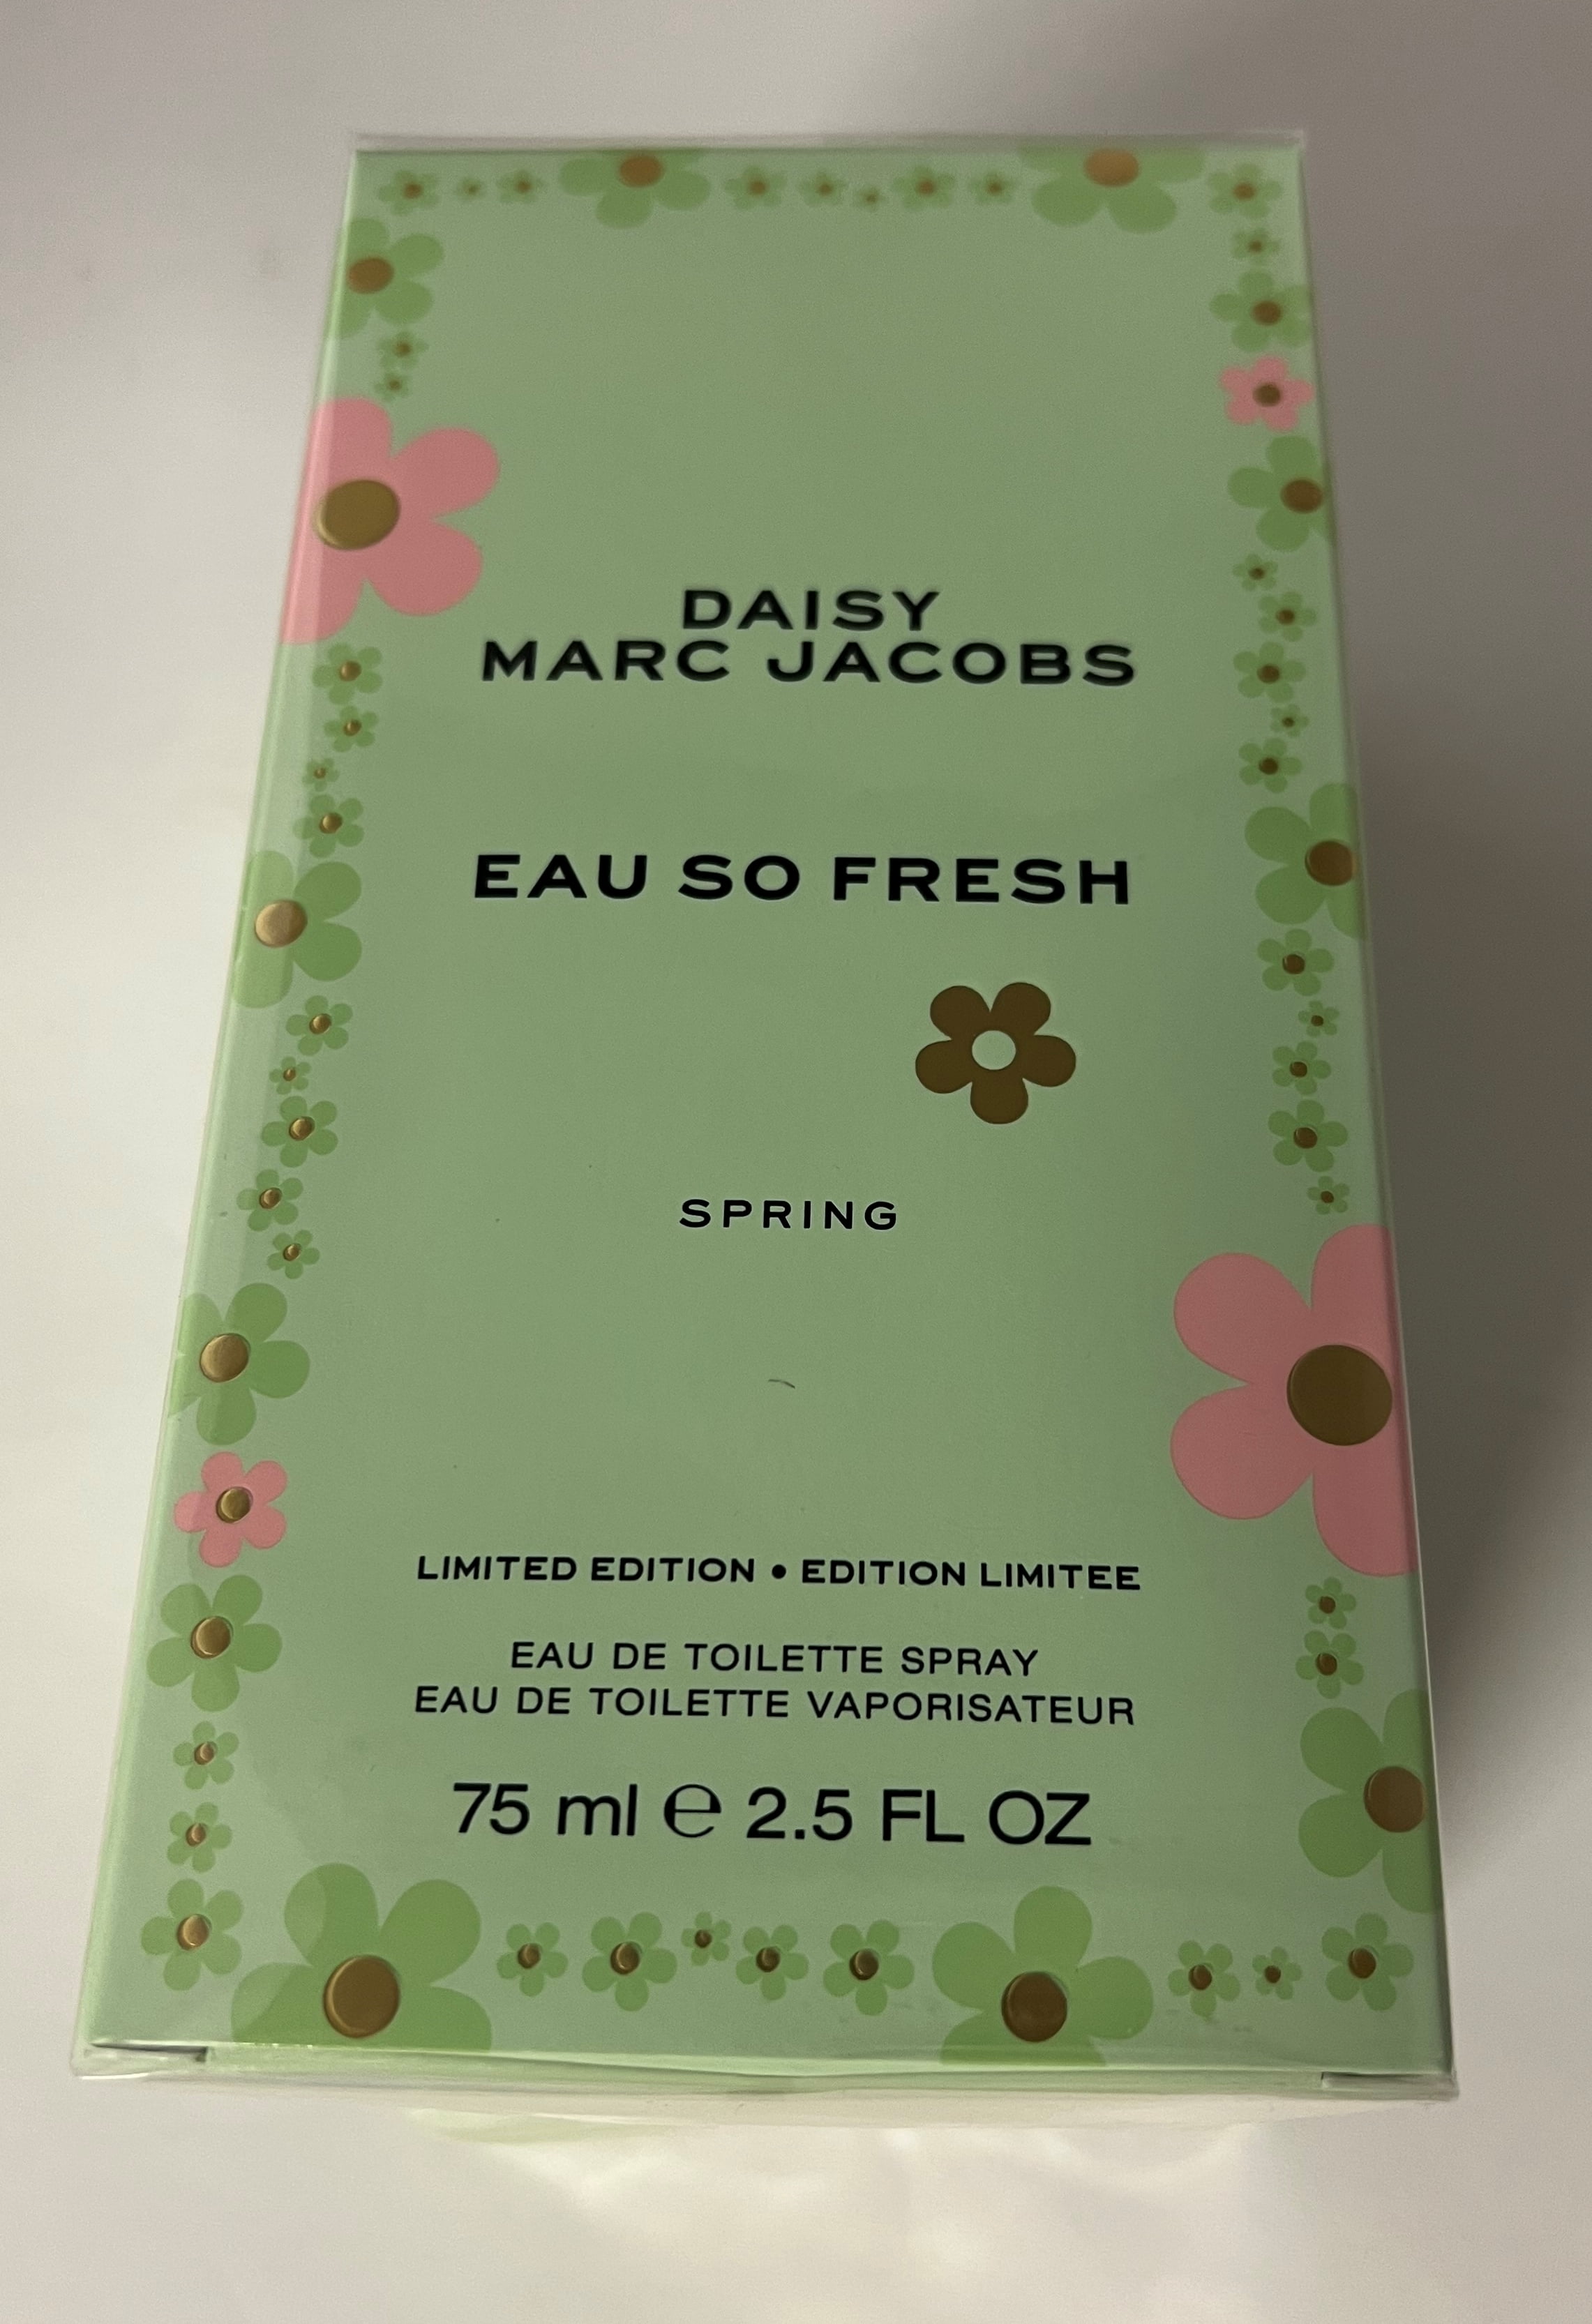 DAISY
MARC JACOBS
EAU SO FRESH
SPRING
LIMITED EDITION • EDITION LIMITEE
EAU DE TOILETTE SPRAY
EAU DE TOILETTE VAPORISATEUR
75 ml ℮ 2.5 FL OZ